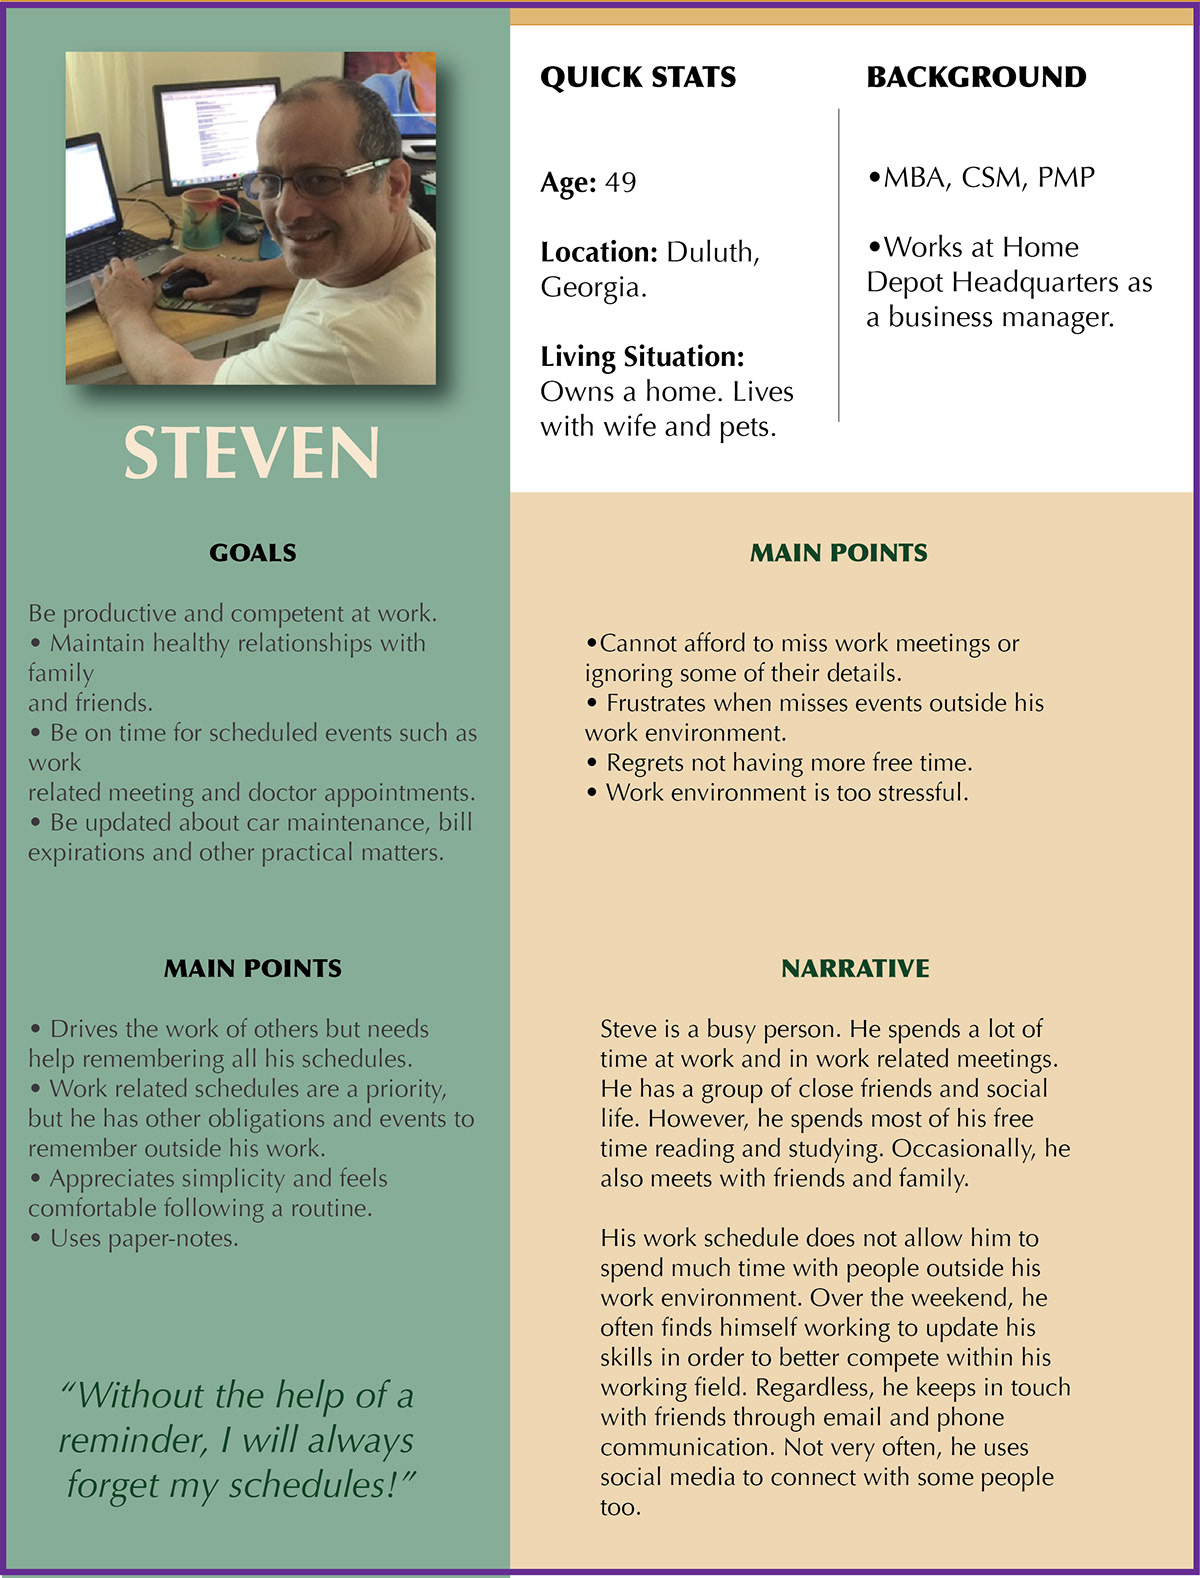 STEVEN
QUICK STATS
Age: 49
Location: Duluth,
Georgia.
Living Situation:
Owns a home. Lives
with wife and pets.
BACKGROUND
•MBA, CSM, PMP
•Works at Home
Depot Headquarters as
a business manager.
GOALS
Be productive and competent at work.
• Maintain healthy relationships with
family
and friends.
• Be on time for scheduled events such as
work
related meeting and doctor appointments.
• Be updated about car maintenance, bill
expirations and other practical matters.
MAIN POINTS
•Cannot afford to miss work meetings or
ignoring some of their details.
• Frustrates when misses events outside his
work environment.
• Regrets not having more free time.
• Work environment is too stressful.
MAIN POINTS
• Drives the work of others but needs
help remembering all his schedules.
• Work related schedules are a priority,
but he has other obligations and events to
remember outside his work.
• Appreciates simplicity and feels
comfortable following a routine.
• Uses paper-notes.
“Without the help of a
reminder, I will always
forget my schedules!”
NARRATIVE
Steve is a busy person. He spends a lot of
time at work and in work related meetings.
He has a group of close friends and social
life. However, he spends most of his free
time reading and studying. Occasionally, he
also meets with friends and family.
His work schedule does not allow him to
spend much time with people outside his
work environment. Over the weekend, he
often finds himself working to update his
skills in order to better compete within his
working field. Regardless, he keeps in touch
with friends through email and phone
communication. Not very often, he uses
social media to connect with some people
too.